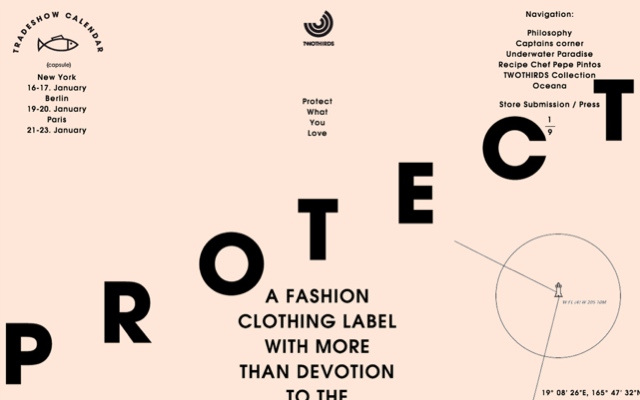 TRADESHOW CALENDAR
(capsule)
New York
16-17. January
Berlin
19-20. January
Paris
21-23. January
TWOTHIRDS
Protect
What
You
Love
Navigation:
Philosophy
Captains corner
Underwater Paradise
Recipe Chef Pepe Pintos
TWOTHIRDS Collection
Oceana
Store Submission / Press
1
9
PROTECT
A FASHION
CLOTHING LABEL
WITH MORE
THAN DEVOTION
TO THE
19° 08' 26"E, 165° 47' 32"N